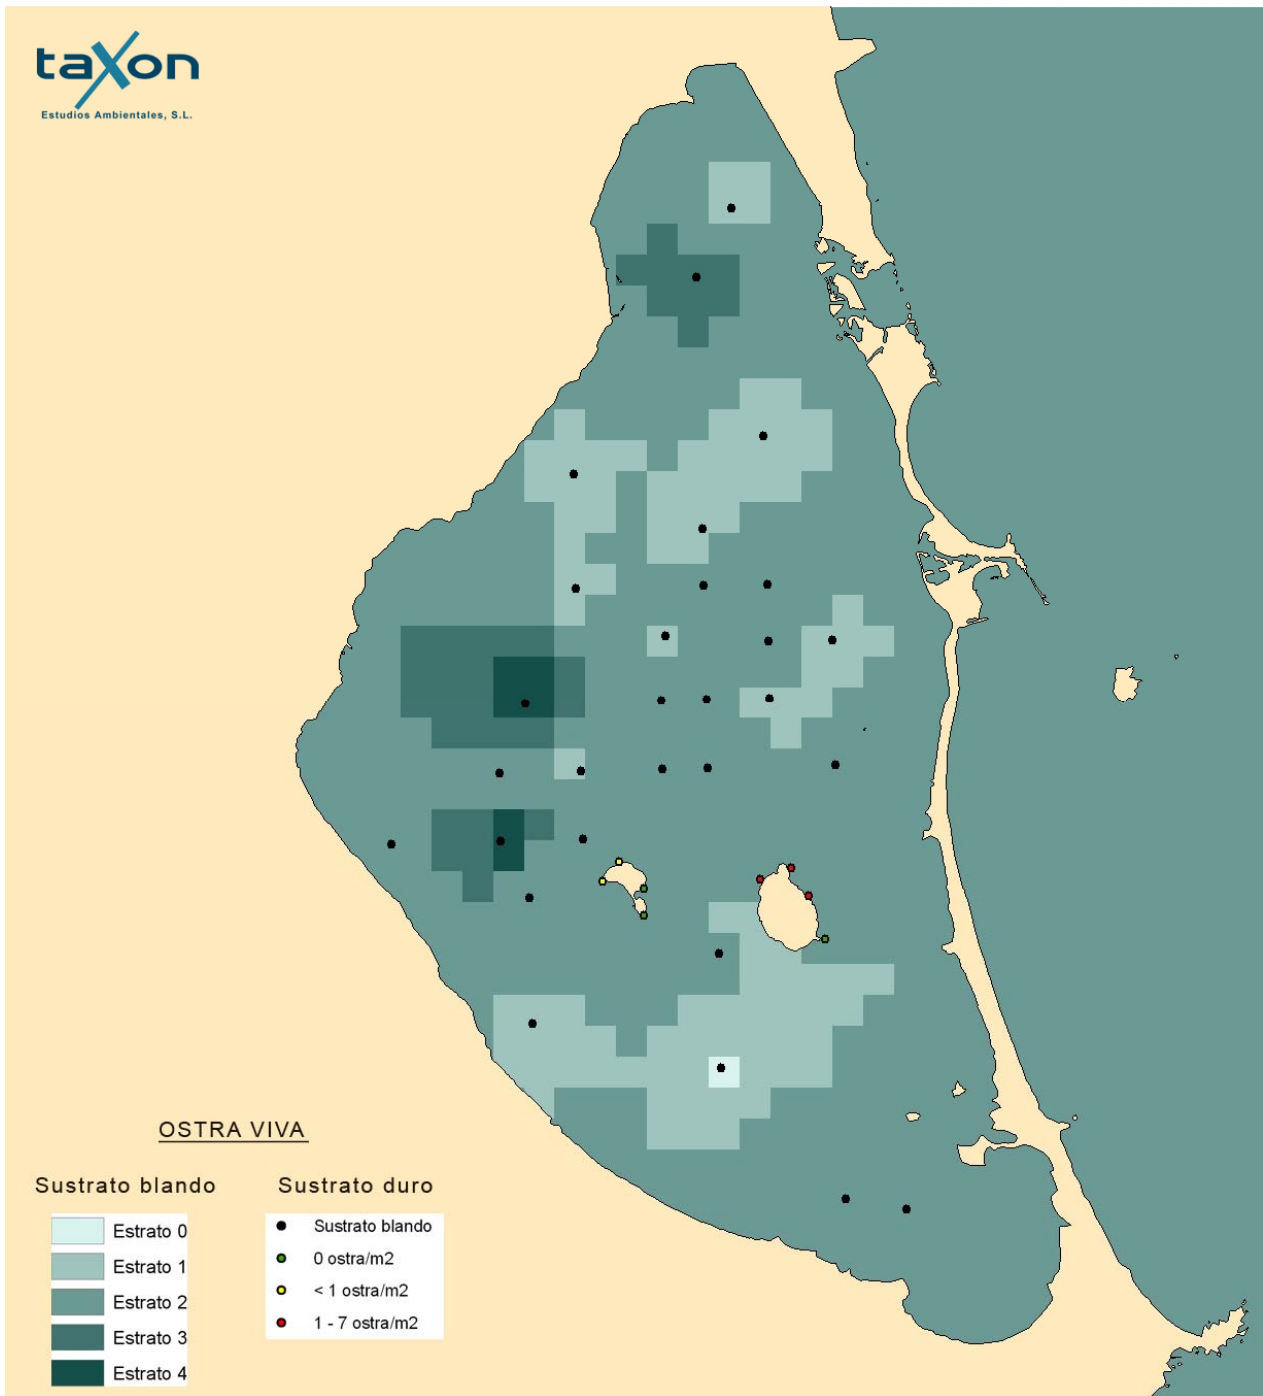 taxon
Estudios Ambientales, S.L.
OSTRA VIVA
Sustrato blando
Estrato 0
Estrato 1
Estrato 2
Estrato 3
Estrato 4
Sustrato duro
Sustrato blando
0 ostra/m2
< 1 ostra/m2
1 - 7 ostra/m2